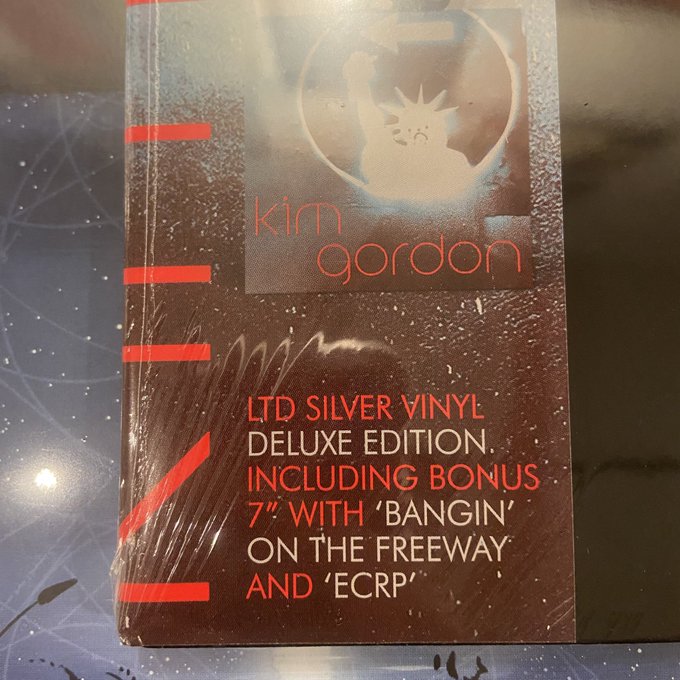 kim
gordon
LTD SILVER VINYL
DELUXE EDITION.
INCLUDING BONUS
7” WITH ‘BANGIN’
ON THE FREEWAY
AND ‘ECRP’